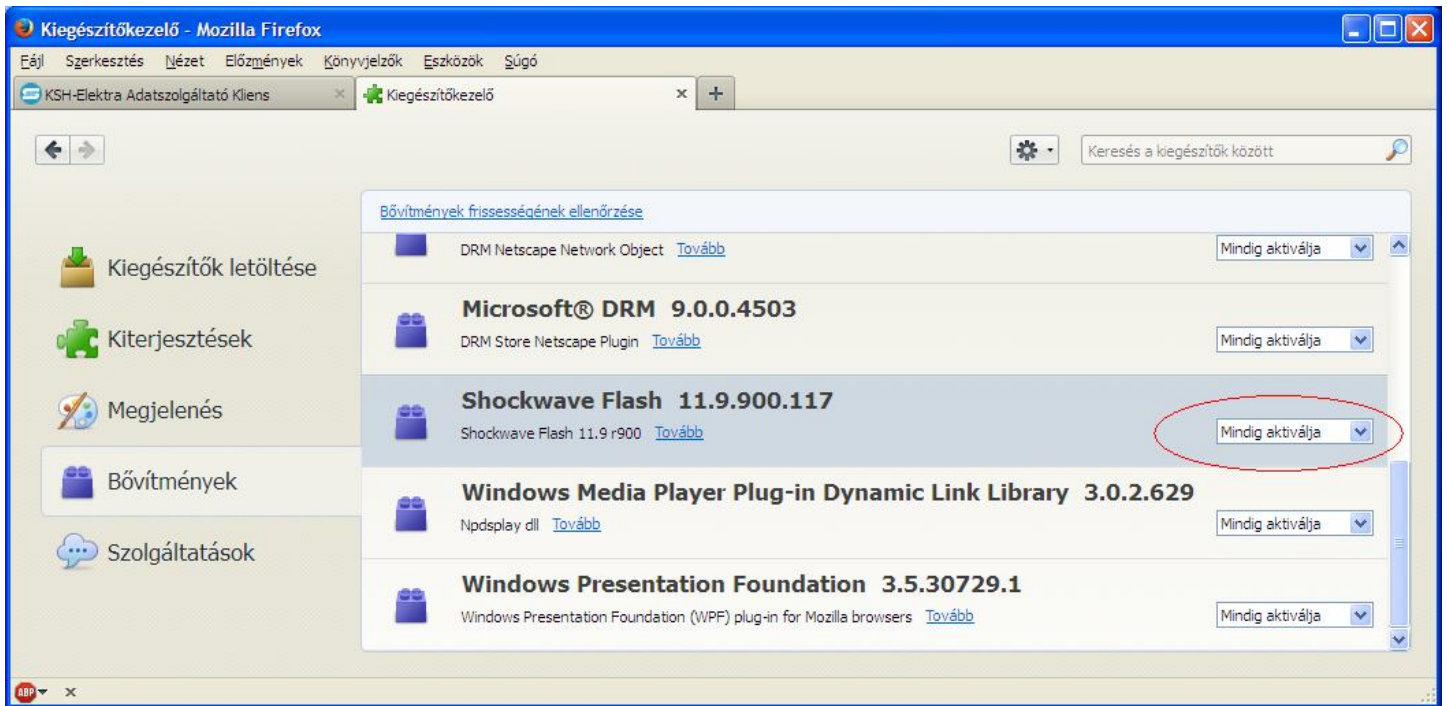 Kiegészítőkezelő - Mozilla Firefox
Fájl Szerkesztés Nézet Előzmények Könyvjelzők Eszközök Súgó
KSH-Elektra Adatszolgáltató Kliens
Kiegészítőkezelő
Keresés a kiegészítők között
Bővítmények frissességének ellenőrzése
Kiegészítők letöltése
Kiterjesztések
Megjelenés
Bővítmények
Szolgáltatások
DRM Netscape Network Object Tovább
Mindig aktiválja
Microsoft® DRM 9.0.0.4503
DRM Store Netscape Plugin Tovább
Mindig aktiválja
Shockwave Flash 11.9.900.117
Shockwave Flash 11.9 r900 Tovább
Mindig aktiválja
Windows Media Player Plug-in Dynamic Link Library 3.0.2.629
Npdsplay dll Tovább
Mindig aktiválja
Windows Presentation Foundation 3.5.30729.1
Windows Presentation Foundation (WPF) plug-in for Mozilla browsers Tovább
Mindig aktiválja
ABP